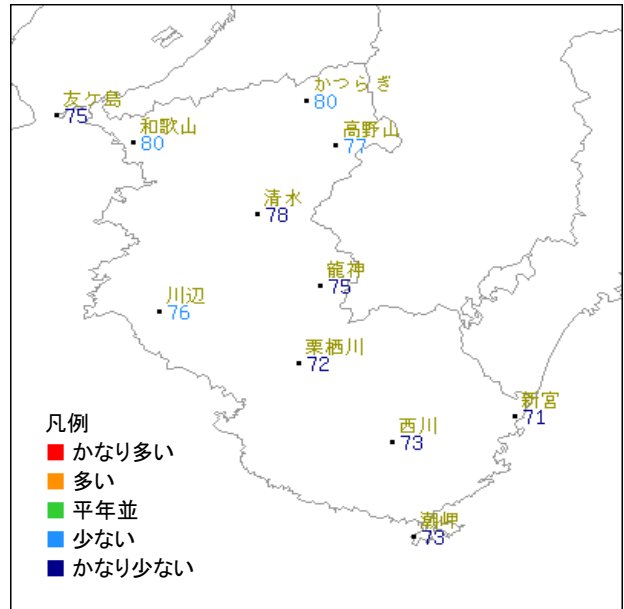 かつらぎ
80
友ケ島
75
和歌山
80
高野山
77
清水
78
龍神
75
川辺
76
栗栖川
72
新宮
71
西川
73
潮岬
73
凡例
かなり多い
多い
平年並
少ない
かなり少ない